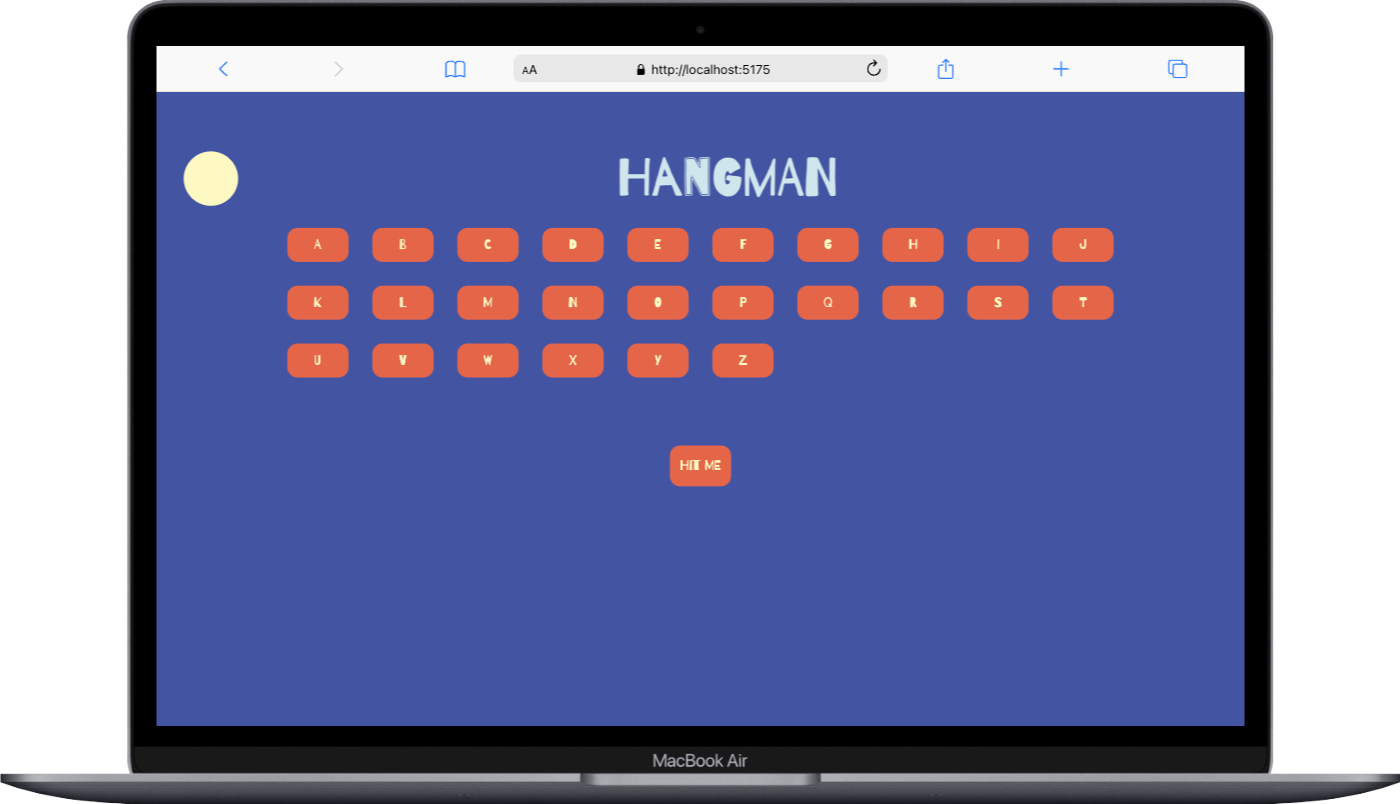 AA http://localhost:5175
HANGMAN
A B C D E F G H I J
K L M N O P Q R S T
U V W X Y Z
HIT ME
MacBook Air